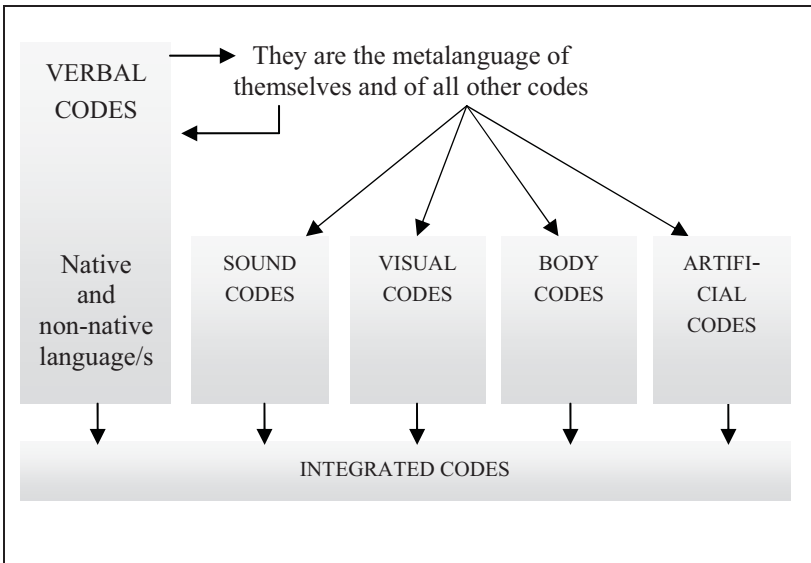 VERBAL
CODES
They are the metalanguage of
themselves and of all other codes
Native
and
non-native
language/s
SOUND
CODES
VISUAL
CODES
BODY
CODES
ARTIFI-
CIAL
CODES
INTEGRATED CODES